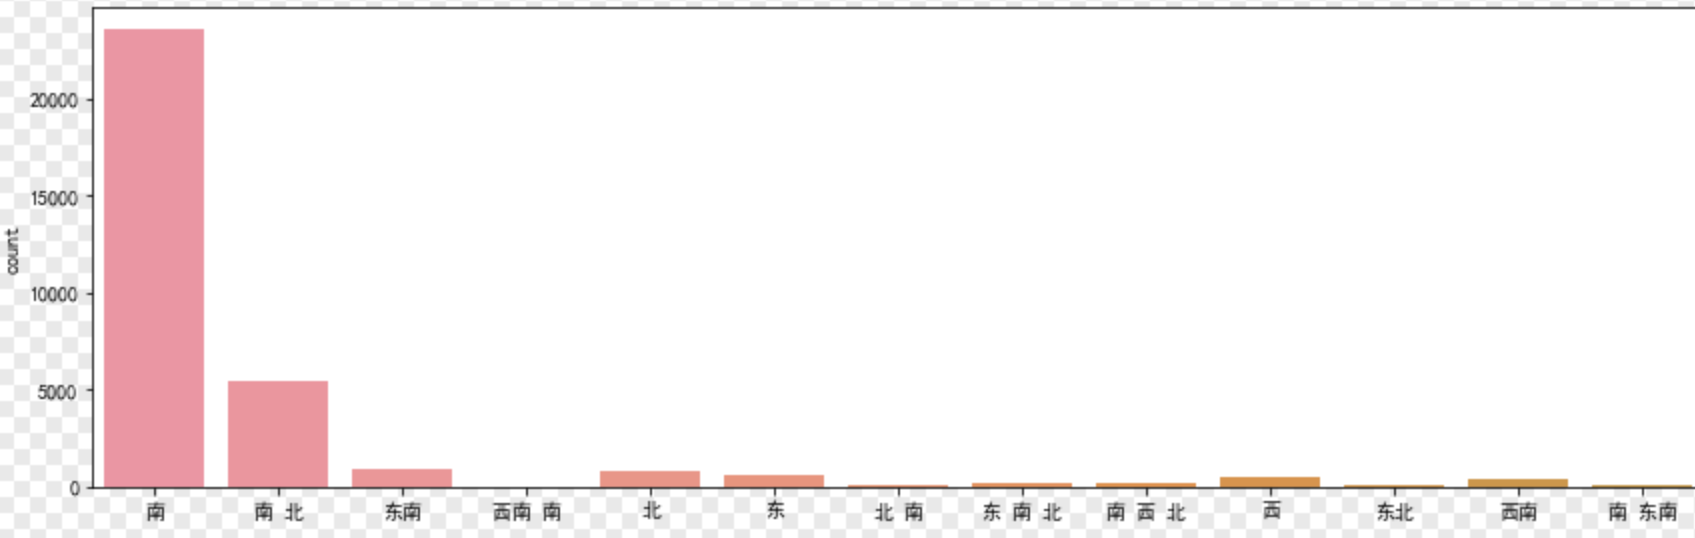 20000
15000
10000
5000
0
count
南 南 北 东南 西南 南 北 东 北 南 东 南 北 南 西 北 西 东北 西南 南 东南